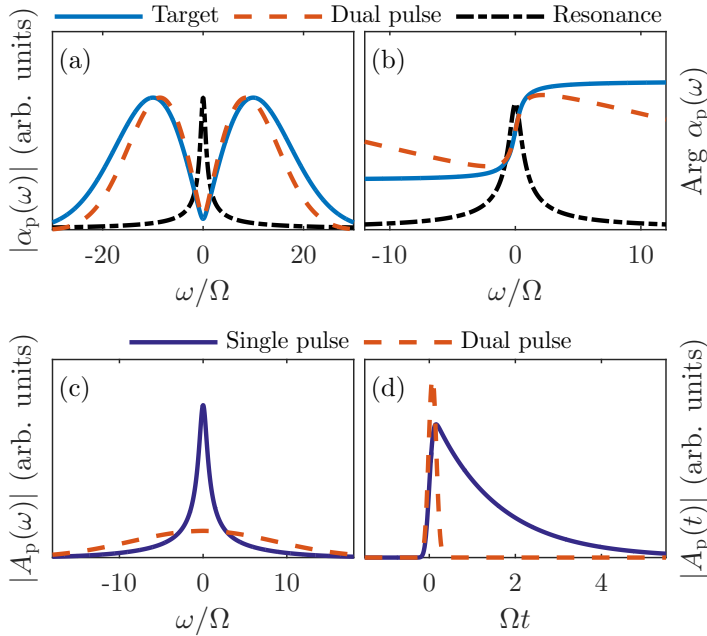 Target Dual pulse Resonance
(a)
|αp(ω)| (arb. units)
-20 0 20
ω/Ω
(b)
Arg αp(ω)
-10 0 10
ω/Ω
Single pulse Dual pulse
(c)
|Ap(ω)| (arb. units)
-10 0 10
ω/Ω
(d)
|Ap(t)| (arb. units)
0 2 4
Ωt